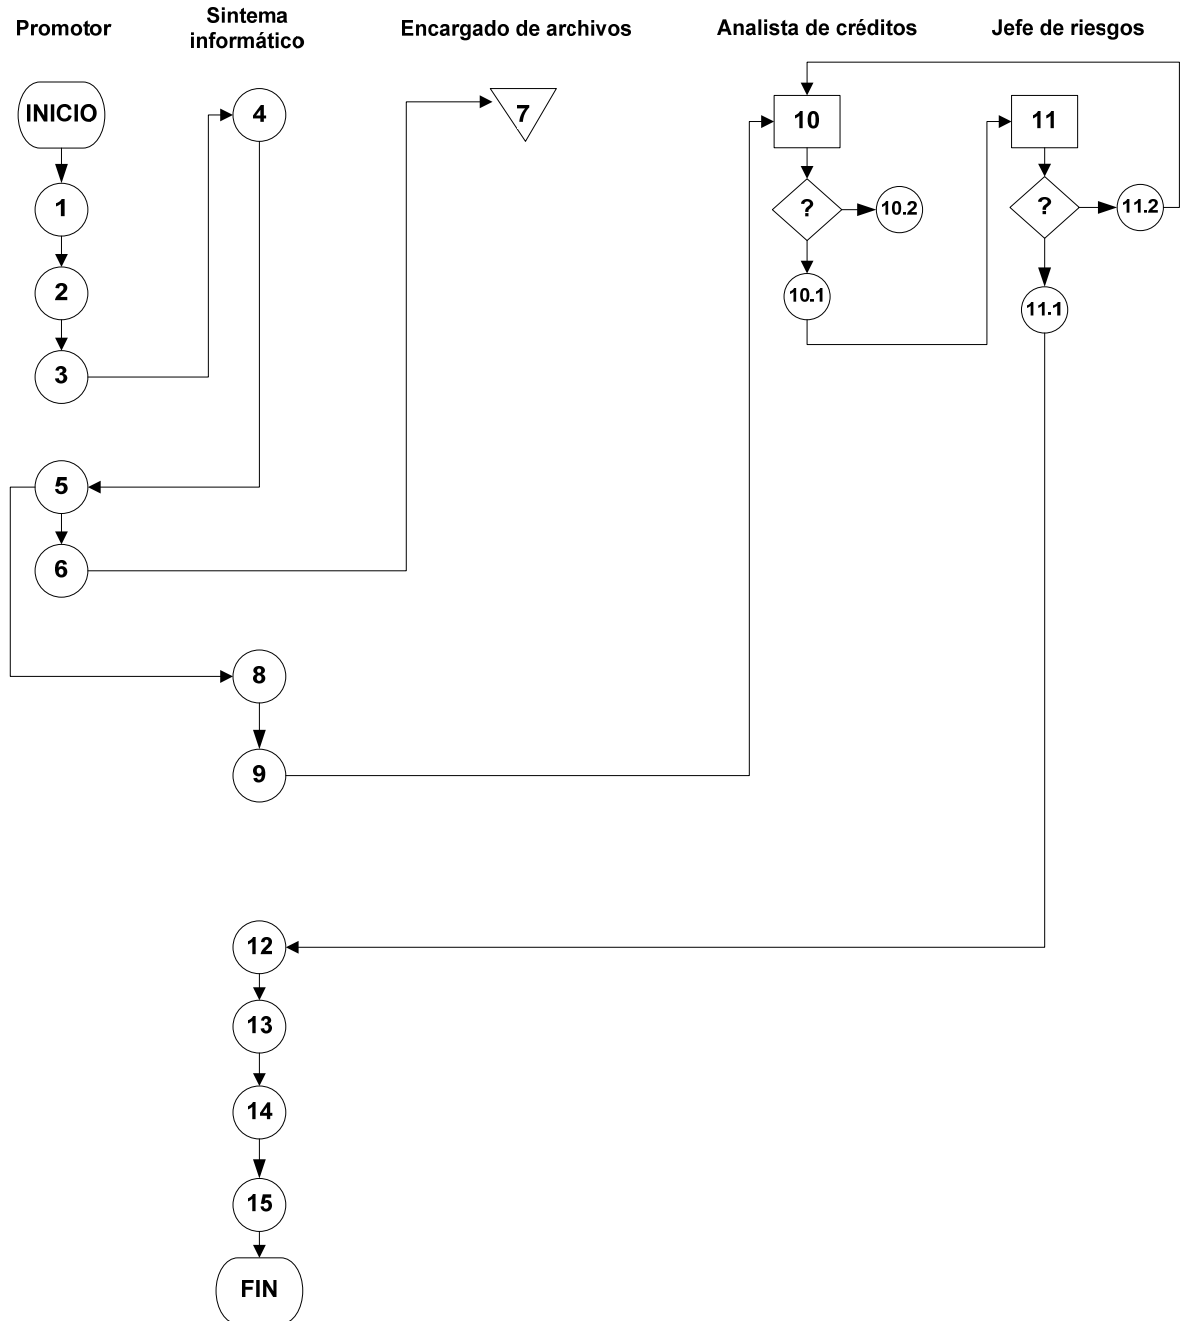 Promotor
Sintema
informático
Encargado de archivos
Analista de créditos
Jefe de riesgos
INICIO
4
7
10
11
1
?
10.2
?
11.2
2
10.1
11.1
3
5
6
8
9
12
13
14
15
FIN